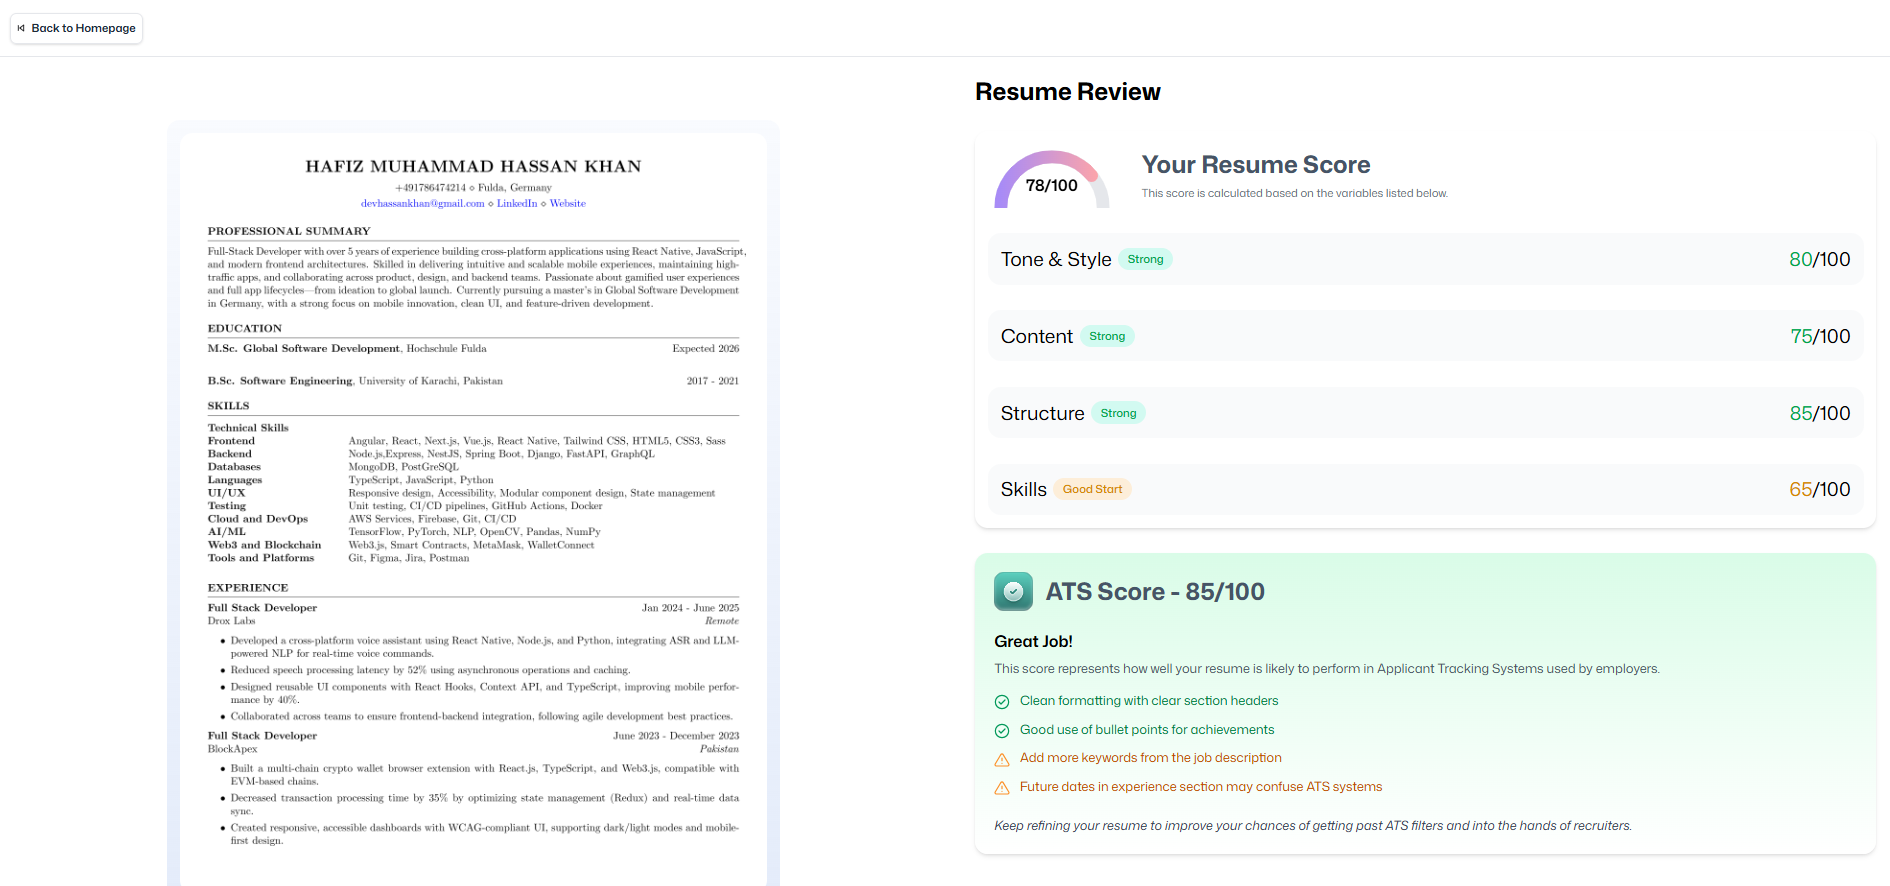 Back to Homepage
HAFIZ MUHAMMAD HASSAN KHAN
+491786474214 ⋄ Fulda, Germany
devhassankhan@gmail.com ⋄ LinkedIn ⋄ Website
PROFESSIONAL SUMMARY
Full-Stack Developer with over 5 years of experience building cross-platform applications using React Native, JavaScript,
and modern frontend architectures. Skilled in delivering intuitive and scalable mobile experiences, maintaining high-
traffic apps, and collaborating across product, design, and backend teams. Passionate about gamified user experiences
and full app lifecycles—from ideation to global launch. Currently pursuing a master's in Global Software Development
in Germany, with a strong focus on mobile innovation, clean UI, and feature-driven development.
EDUCATION
M.Sc. Global Software Development, Hochschule Fulda Expected 2026
B.Sc. Software Engineering, University of Karachi, Pakistan 2017 - 2021
SKILLS
Technical Skills
Frontend Angular, React, Next.js, Vue.js, React Native, Tailwind CSS, HTML5, CSS3, Sass
Backend Node.js,Express, NestJS, Spring Boot, Django, FastAPI, GraphQL
Databases MongoDB, PostGreSQL
Languages TypeScript, JavaScript, Python
UI/UX Responsive design, Accessibility, Modular component design, State management
Testing Unit testing, CI/CD pipelines, GitHub Actions, Docker
Cloud and DevOps AWS Services, Firebase, Git, CI/CD
AI/ML TensorFlow, PyTorch, NLP, OpenCV, Pandas, NumPy
Web3 and Blockchain Web3.js, Smart Contracts, MetaMask, WalletConnect
Tools and Platforms Git, Figma, Jira, Postman
EXPERIENCE
Full Stack Developer Jan 2024 - June 2025
Drox Labs Remote
• Developed a cross-platform voice assistant using React Native, Node.js, and Python, integrating ASR and LLM-
powered NLP for real-time voice commands.
• Reduced speech processing latency by 52% using asynchronous operations and caching.
• Designed reusable UI components with React Hooks, Context API, and TypeScript, improving mobile perfor-
mance by 40%.
• Collaborated across teams to ensure frontend-backend integration, following agile development best practices.
Full Stack Developer June 2023 - December 2023
BlockApex Pakistan
• Built a multi-chain crypto wallet browser extension with React.js, TypeScript, and Web3.js, compatible with
EVM-based chains.
• Decreased transaction processing time by 35% by optimizing state management (Redux) and real-time data
sync.
• Created responsive, accessible dashboards with WCAG-compliant UI, supporting dark/light modes and mobile-
first design.
Resume Review
78/100
Your Resume Score
This score is calculated based on the variables listed below.
Tone & Style Strong 80/100
Content Strong 75/100
Structure Strong 85/100
Skills Good Start 65/100
ATS Score - 85/100
Great Job!
This score represents how well your resume is likely to perform in Applicant Tracking Systems used by employers.
Clean formatting with clear section headers
Good use of bullet points for achievements
Add more keywords from the job description
Future dates in experience section may confuse ATS systems
Keep refining your resume to improve your chances of getting past ATS filters and into the hands of recruiters.